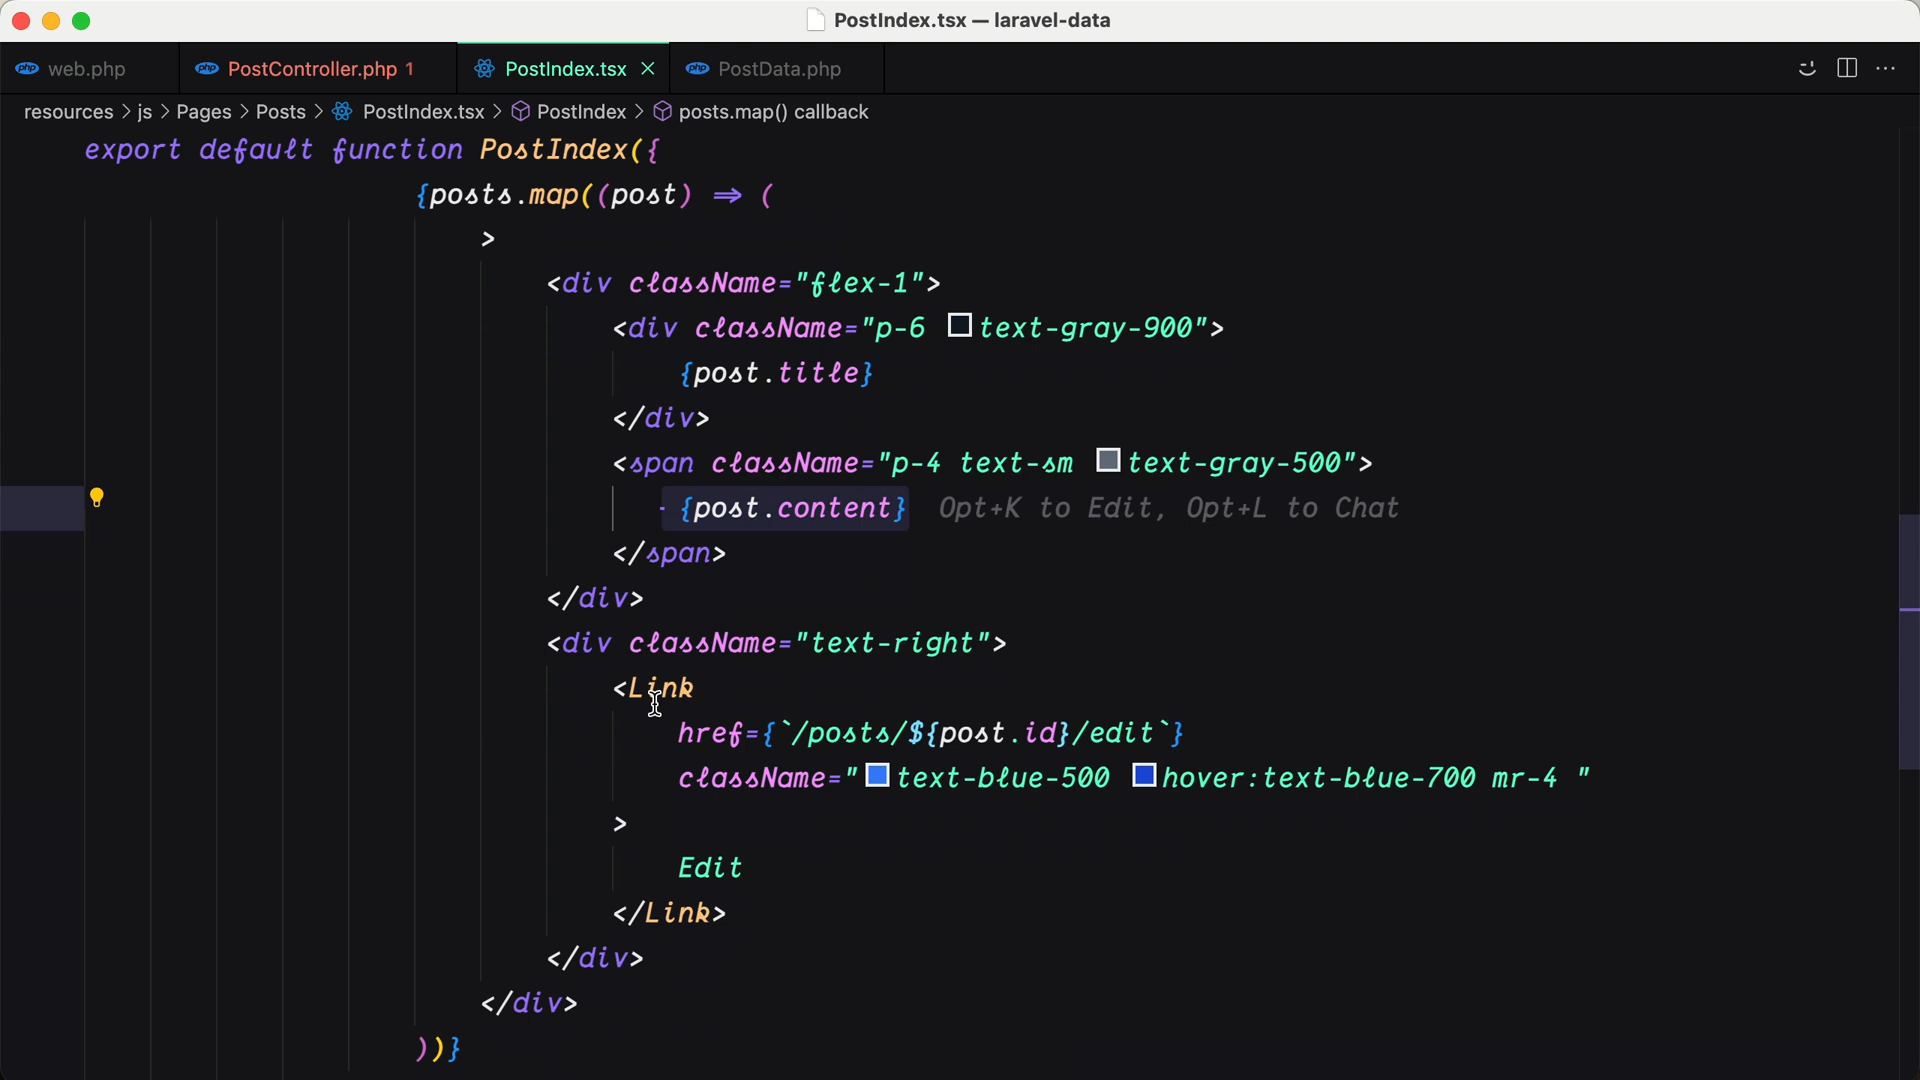 PostIndex.tsx — laravel-data
web.php PostController.php 1 PostIndex.tsx PostData.php
resources > js > Pages > Posts > PostIndex.tsx > PostIndex > posts.map() callback
export default function PostIndex({
{posts.map((post) => (
>
<div className="flex-1">
<div className="p-6 text-gray-900">
{post.title}
</div>
<span className="p-4 text-sm text-gray-500">
{post.content} Opt+K to Edit, Opt+L to Chat
</span>
</div>
<div className="text-right">
<Link
href={`/posts/${post.id}/edit`}
className="text-blue-500 hover:text-blue-700 mr-4 "
>
Edit
</Link>
</div>
</div>
))}